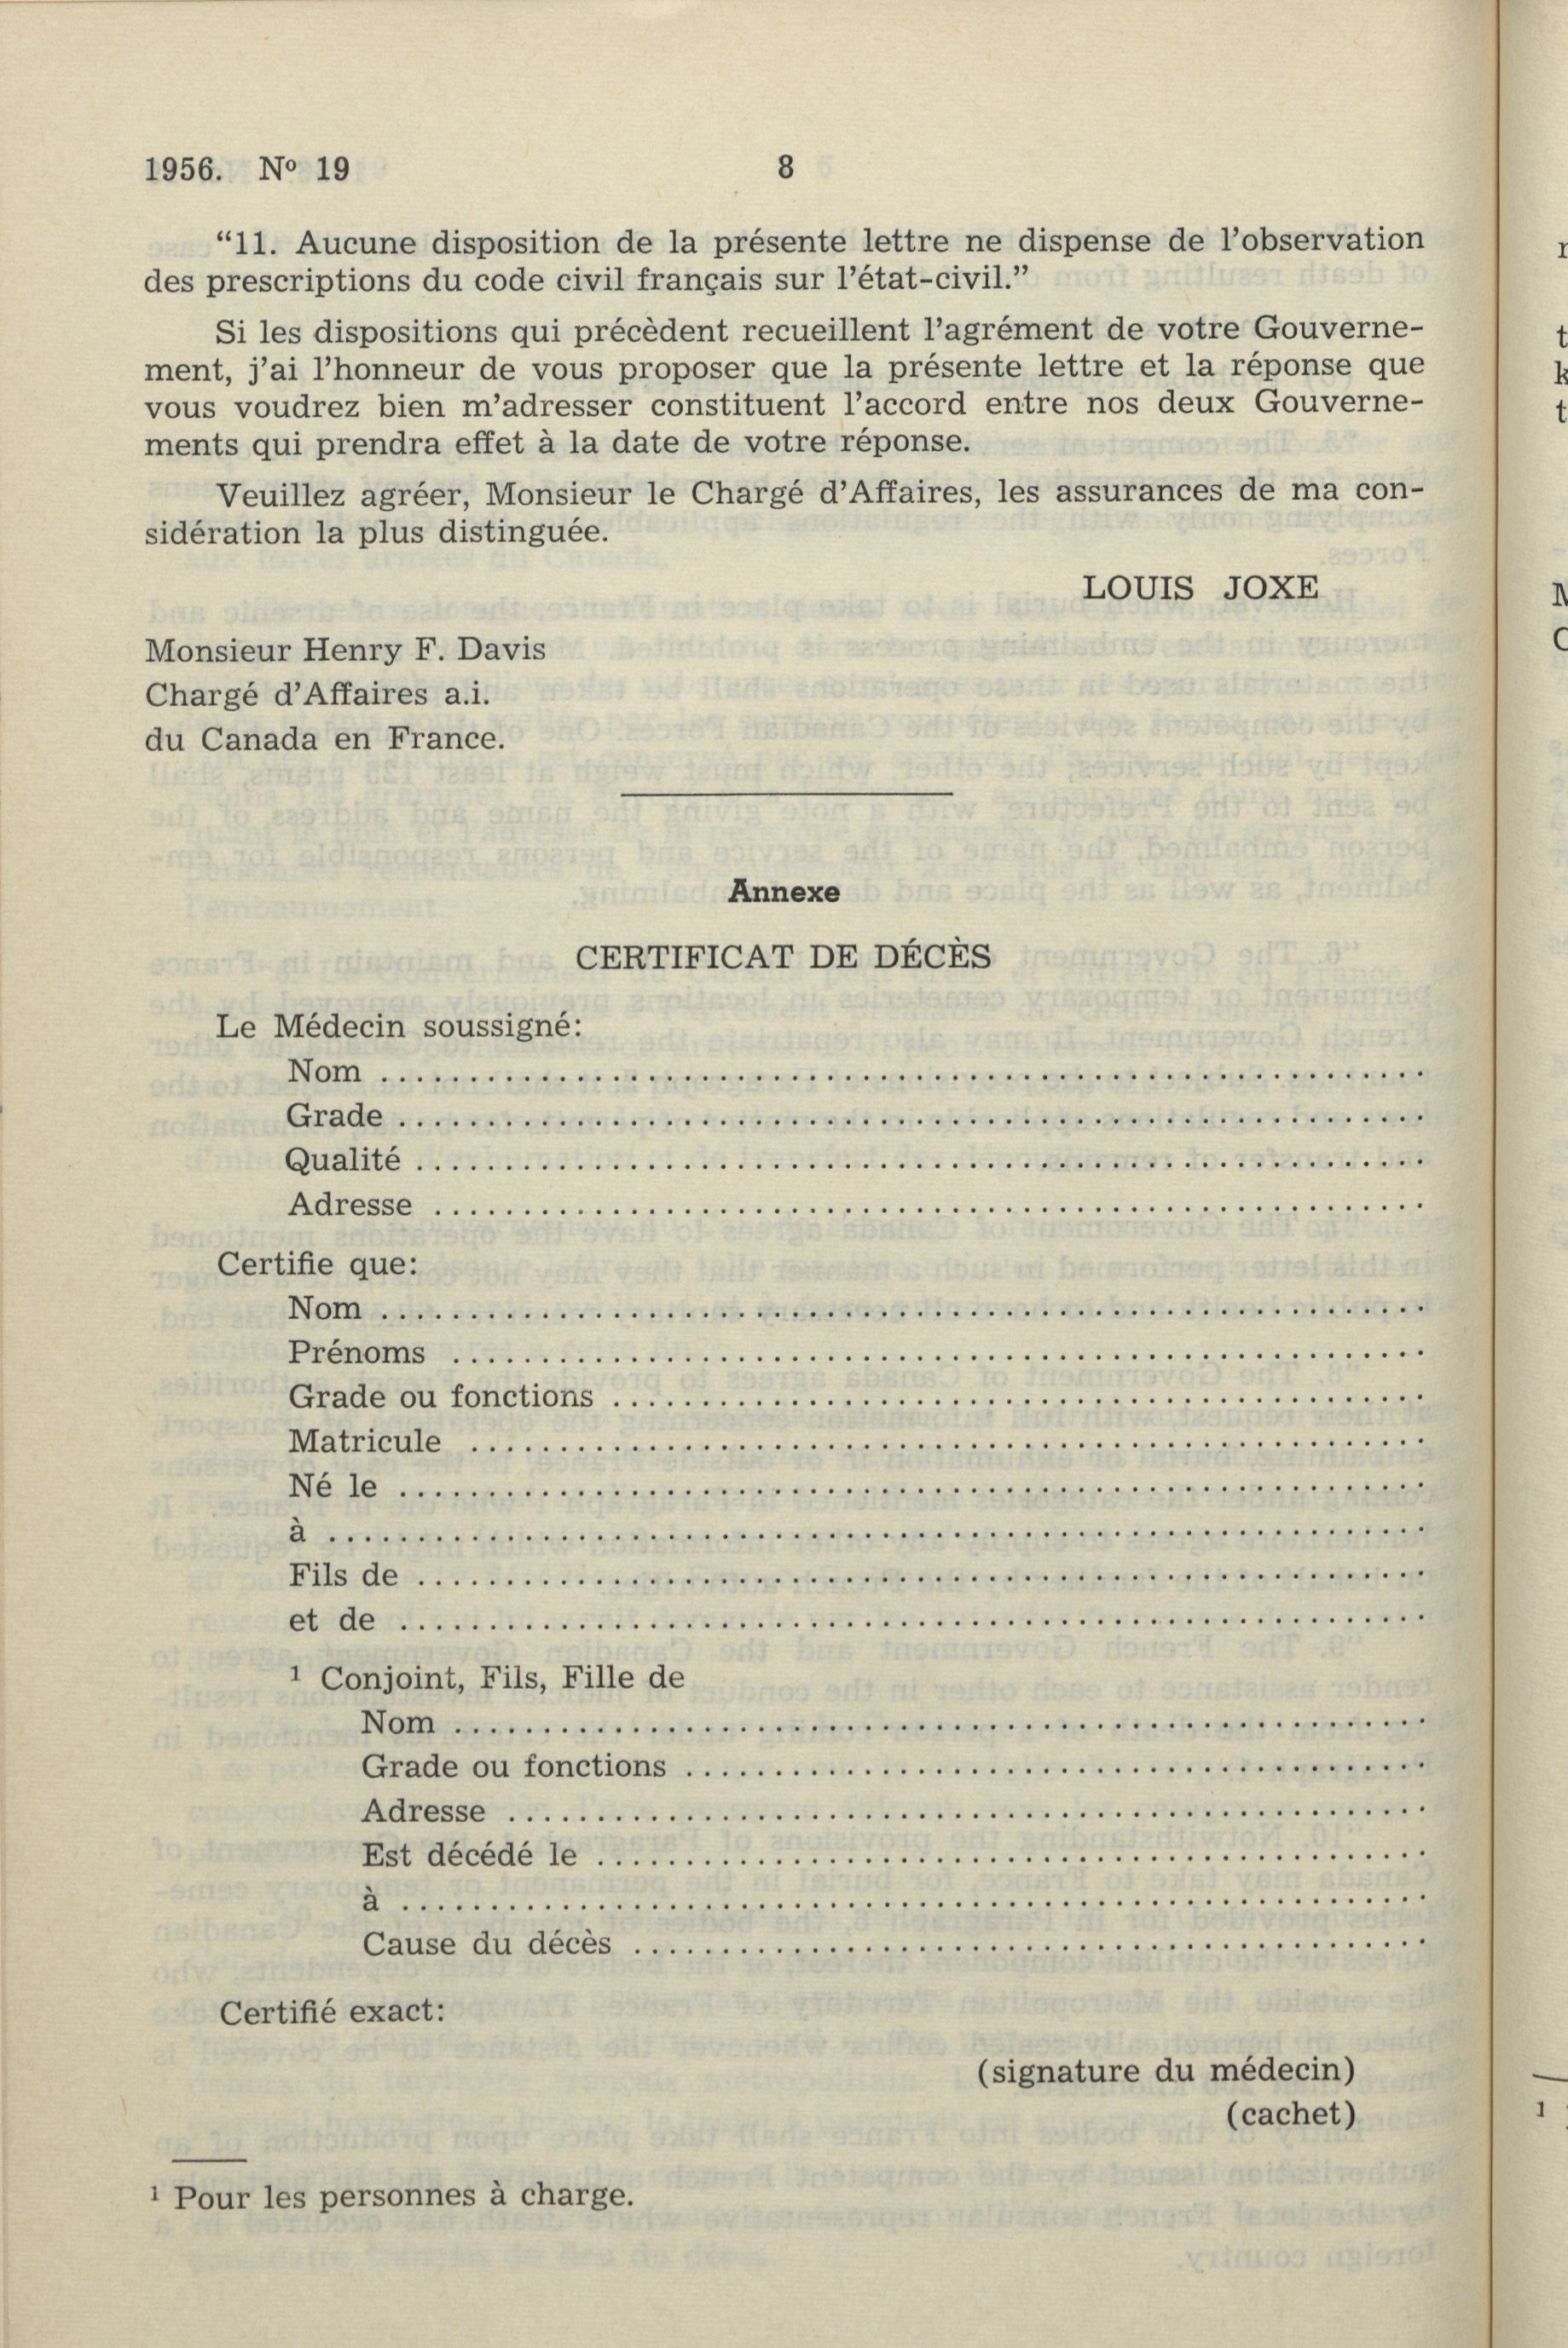 1956. Nº 19
8
“11. Aucune disposition de la présente lettre ne dispense de l’observation
des prescriptions du code civil français sur l’état-civil.”
Si les dispositions qui précèdent recueillent l’agrément de votre Gouverne-
ment, j’ai l’honneur de vous proposer que la présente lettre et la réponse que
vous voudrez bien m’adresser constituent l’accord entre nos deux Gouverne-
ments qui prendra effet à la date de votre réponse.
Veuillez agréer, Monsieur le Chargé d’Affaires, les assurances de ma con-
sidération la plus distinguée.
LOUIS JOXE
Monsieur Henry F. Davis
Chargé d’Affaires a.i.
du Canada en France.
Annexe
CERTIFICAT DE DÉCÈS
Le Médecin soussigné:
Nom ..........
Grade ..........
Qualité ..........
Adresse ..........
Certifie que:
Nom ..........
Prénoms ..........
Grade ou fonctions ..........
Matricule ..........
Né le ..........
à ..........
Fils de ..........
et de ..........
¹ Conjoint, Fils, Fille de
Nom ..........
Grade ou fonctions ..........
Adresse ..........
Est décédé le ..........
à ..........
Cause du décès ..........
Certifié exact:
(signature du médecin)
(cachet)
¹ Pour les personnes à charge.